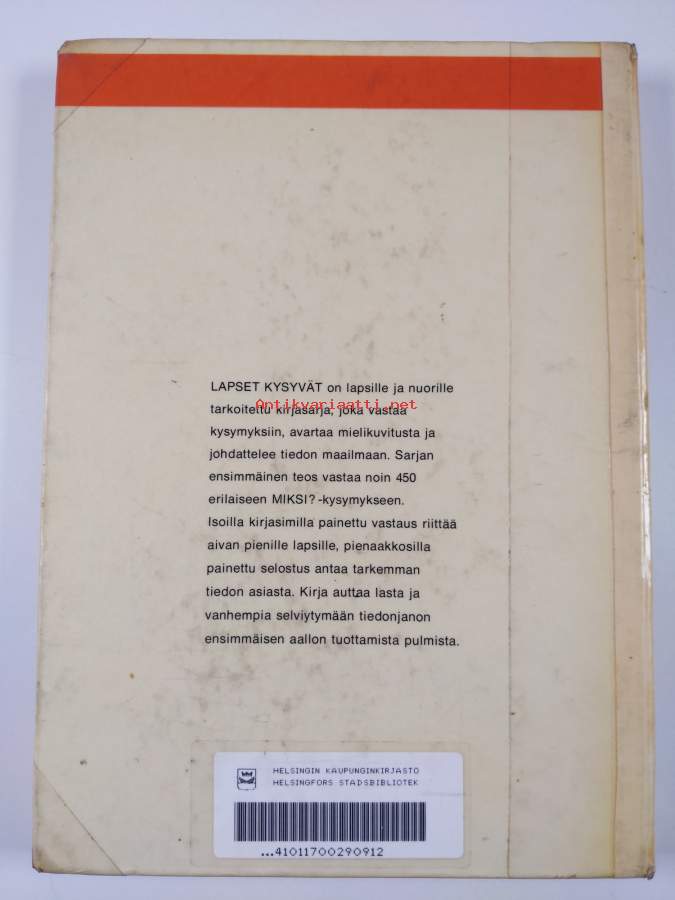 LAPSET KYSYVÄT on lapsille ja nuorille
Antikvariaatti.net
tarkoitettu kirjasarja, joka vastaa
kysymyksiin, avartaa mielikuvitusta ja
johdattelee tiedon maailmaan. Sarjan
ensimmäinen teos vastaa noin 450
erilaiseen MIKSI?-kysymykseen.
Isoilla kirjasimilla painettu vastaus riittää
aivan pienille lapsille, pienaakkosilla
painettu selostus antaa tarkemman
tiedon asiasta. Kirja auttaa lasta ja
vanhempia selviytymään tiedonjanon
ensimmäisen aallon tuottamista pulmista.
HELSINGIN KAUPUNGINKIRJASTO
HELSINGFORS STADSBIBLIOTEK
...41011700290912